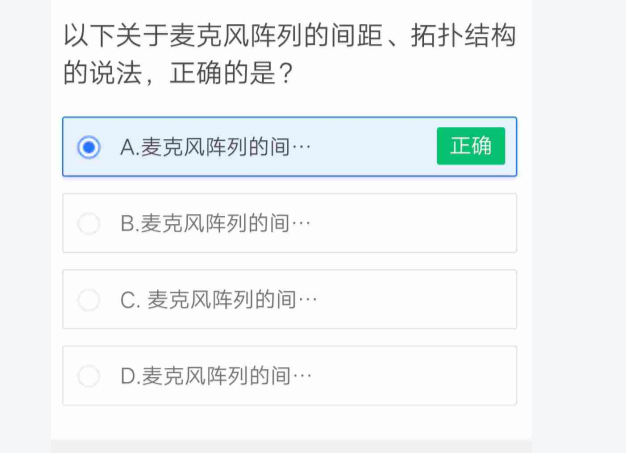 以下关于麦克风阵列的间距、拓扑结构
的说法，正确的是？
A.麦克风阵列的间…
正确
B.麦克风阵列的间…
C. 麦克风阵列的间…
D.麦克风阵列的间…